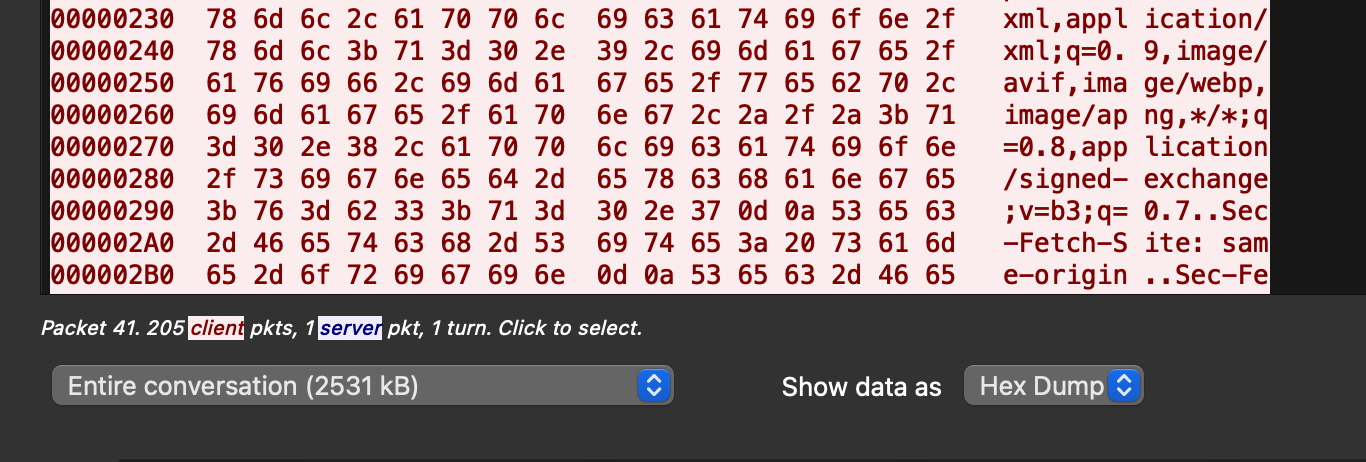 00000230  78 6d 6c 2c 61 70 70 6c  69 63 61 74 69 6f 6e 2f   xml,appl ication/
00000240  78 6d 6c 3b 71 3d 30 2e  39 2c 69 6d 61 67 65 2f   xml;q=0. 9,image/
00000250  61 76 69 66 2c 69 6d 61  67 65 2f 77 65 62 70 2c   avif,ima ge/webp,
00000260  69 6d 61 67 65 2f 61 70  6e 67 2c 2a 2f 2a 3b 71   image/ap ng,*/*;q
00000270  3d 30 2e 38 2c 61 70 70  6c 69 63 61 74 69 6f 6e   =0.8,app lication
00000280  2f 73 69 67 6e 65 64 2d  65 78 63 68 61 6e 67 65   /signed- exchange
00000290  3b 76 3d 62 33 3b 71 3d  30 2e 37 0d 0a 53 65 63   ;v=b3;q= 0.7..Sec
000002A0  2d 46 65 74 63 68 2d 53  69 74 65 3a 20 73 61 6d   -Fetch-S ite: sam
000002B0  65 2d 6f 72 69 67 69 6e  0d 0a 53 65 63 2d 46 65   e-origin ..Sec-Fe
Packet 41. 205 client pkts, 1 server pkt, 1 turn. Click to select.
Entire conversation (2531 kB) Show data as Hex Dump